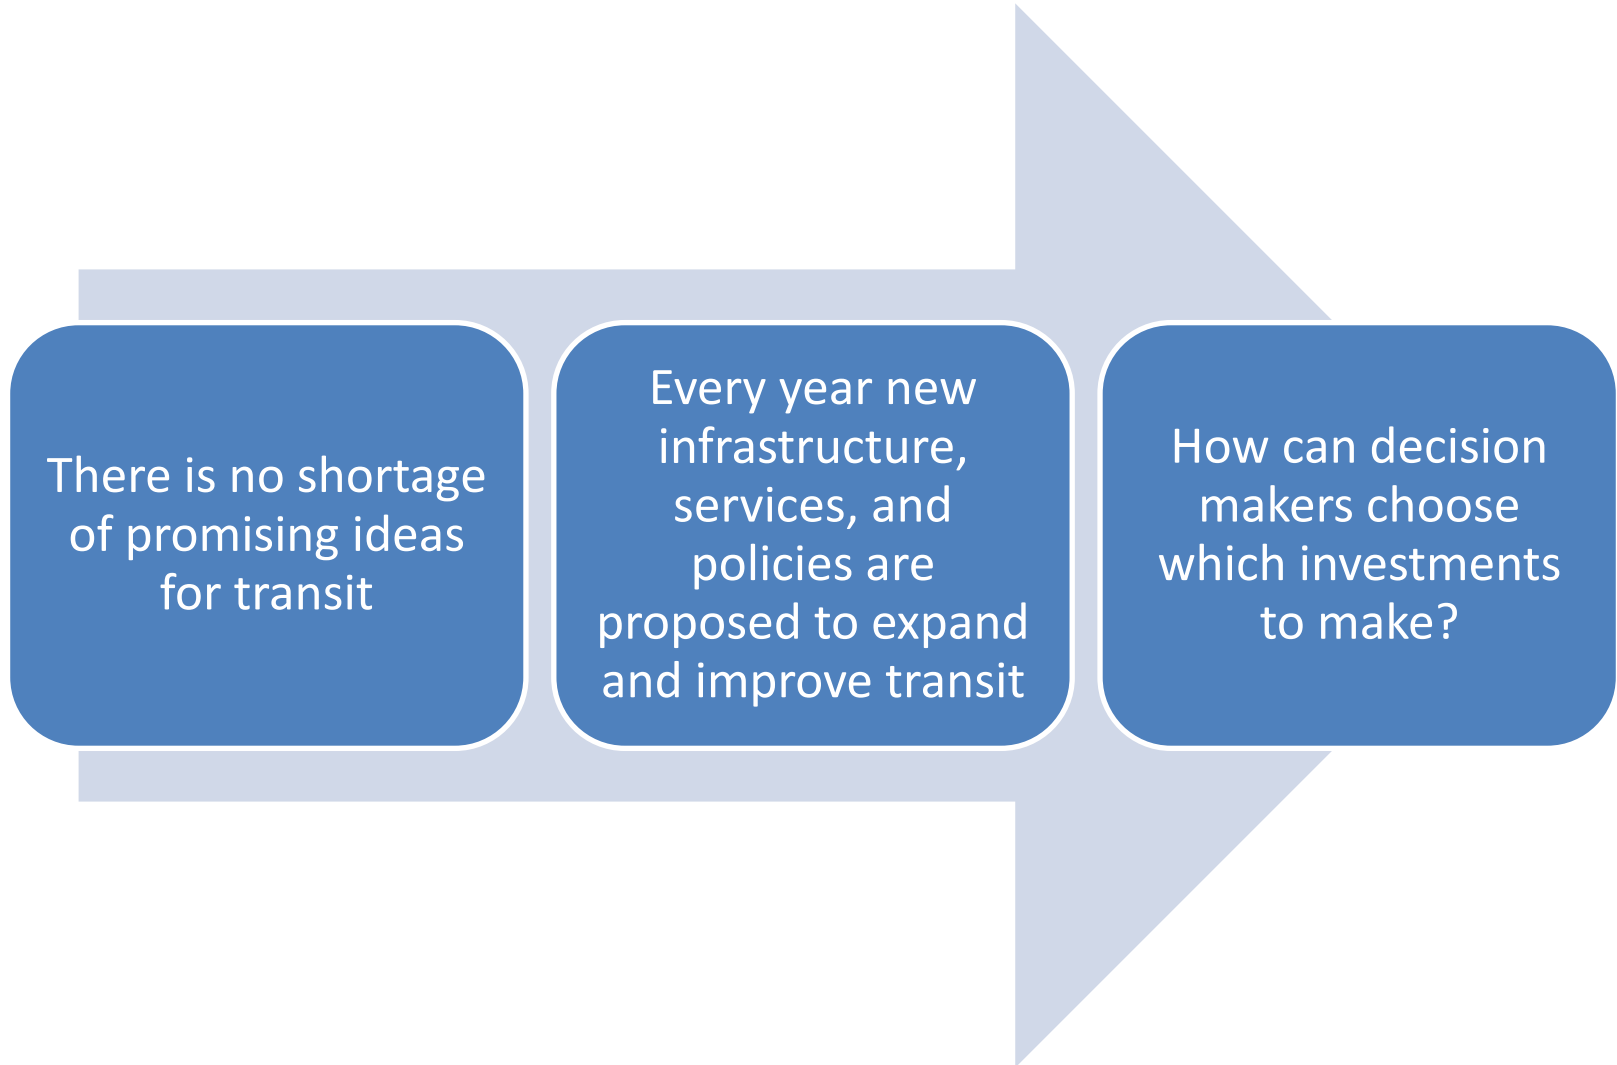 There is no shortage
of promising ideas
for transit
Every year new
infrastructure,
services, and
policies are
proposed to expand
and improve transit
How can decision
makers choose
which investments
to make?